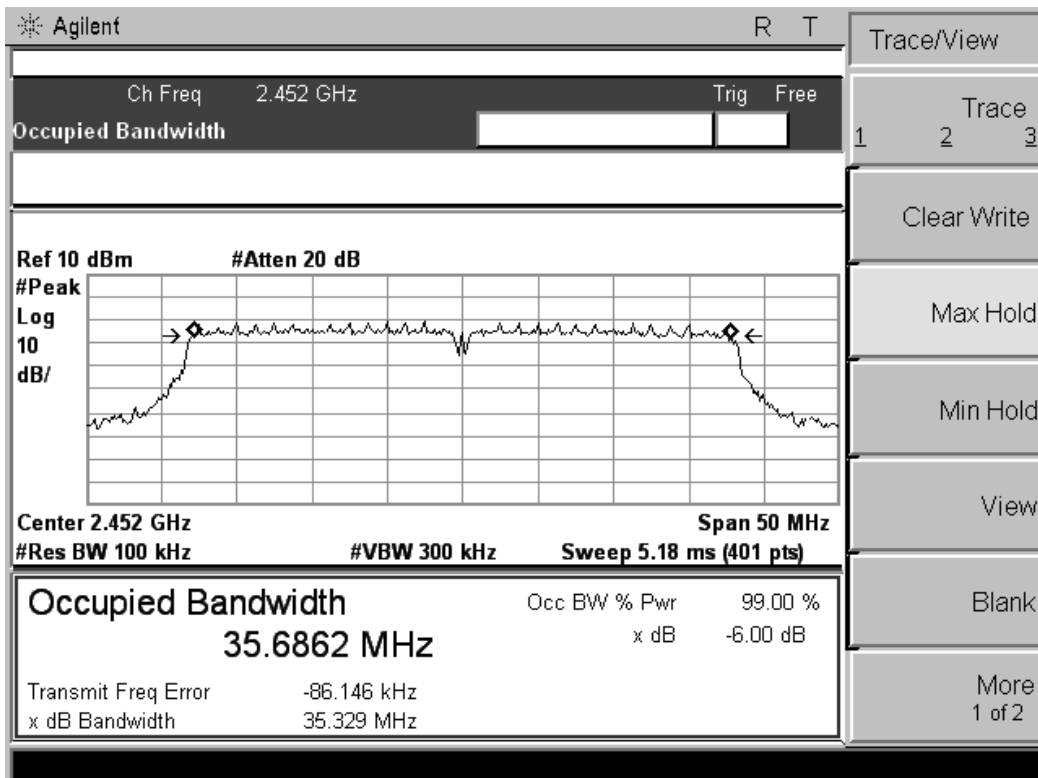 Agilent R T
Ch Freq 2.452 GHz Trig Free
Occupied Bandwidth
Ref 10 dBm #Atten 20 dB
#Peak
Log
10
dB/
Center 2.452 GHz Span 50 MHz
#Res BW 100 kHz #VBW 300 kHz Sweep 5.18 ms (401 pts)
Occupied Bandwidth Occ BW % Pwr 99.00 %
35.6862 MHz x dB -6.00 dB
Transmit Freq Error -86.146 kHz
x dB Bandwidth 35.329 MHz
Trace/View
Trace
1 2 3
Clear Write
Max Hold
Min Hold
View
Blank
More
1 of 2